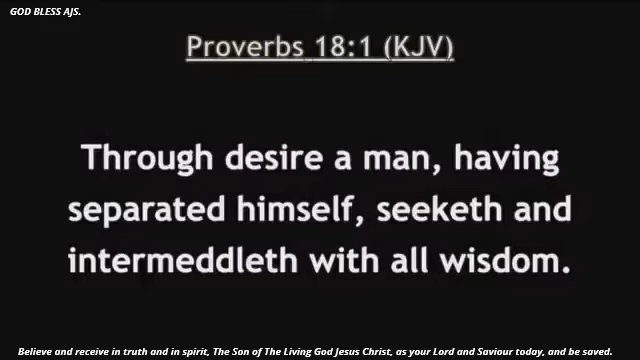 GOD BLESS AJS.
Proverbs 18:1 (KJV)
Through desire a man, having
separated himself, seeketh and
intermeddleth with all wisdom.
Believe and receive in truth and in spirit, The Son of The Living God Jesus Christ, as your Lord and Saviour today, and be saved.